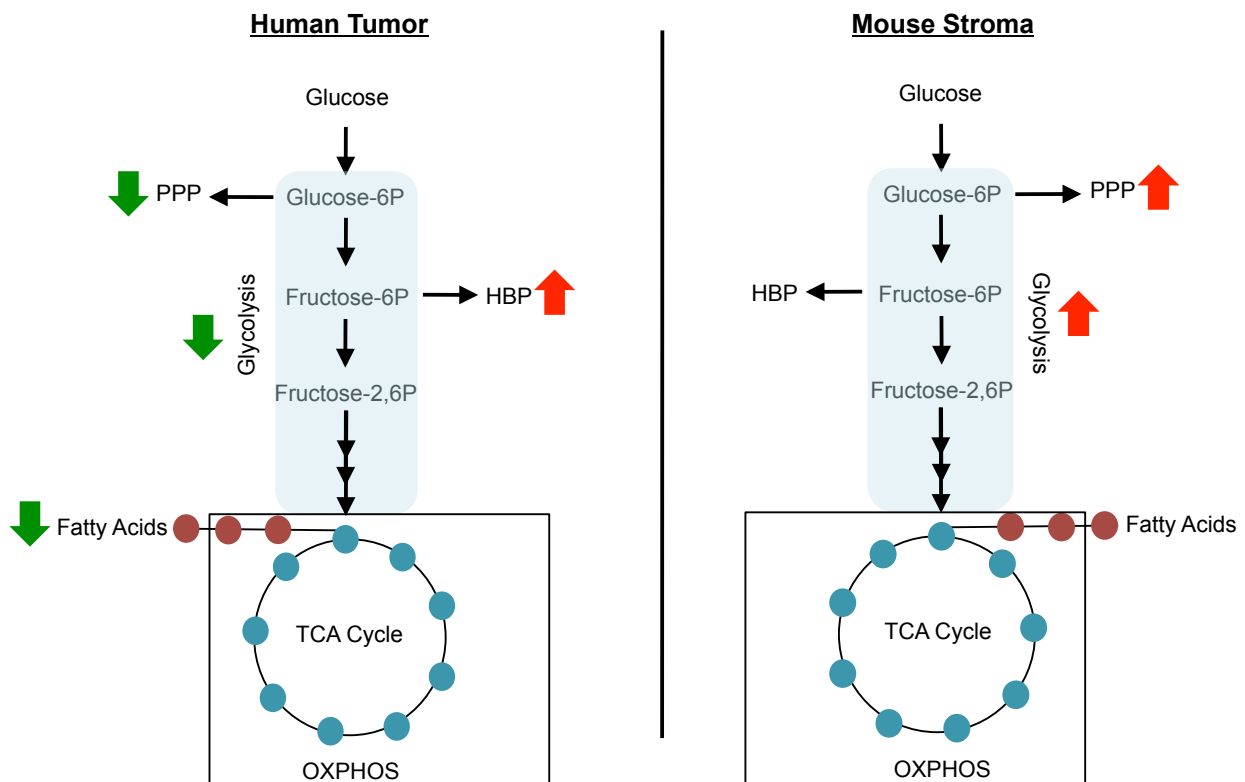 Human Tumor
Glucose
PPP
Glucose-6P
Fructose-6P
HBP
Glycolysis
Fructose-2,6P
Fatty Acids
TCA Cycle
OXPHOS
Mouse Stroma
Glucose
Glucose-6P
PPP
HBP
Fructose-6P
Glycolysis
Fructose-2,6P
Fatty Acids
TCA Cycle
OXPHOS